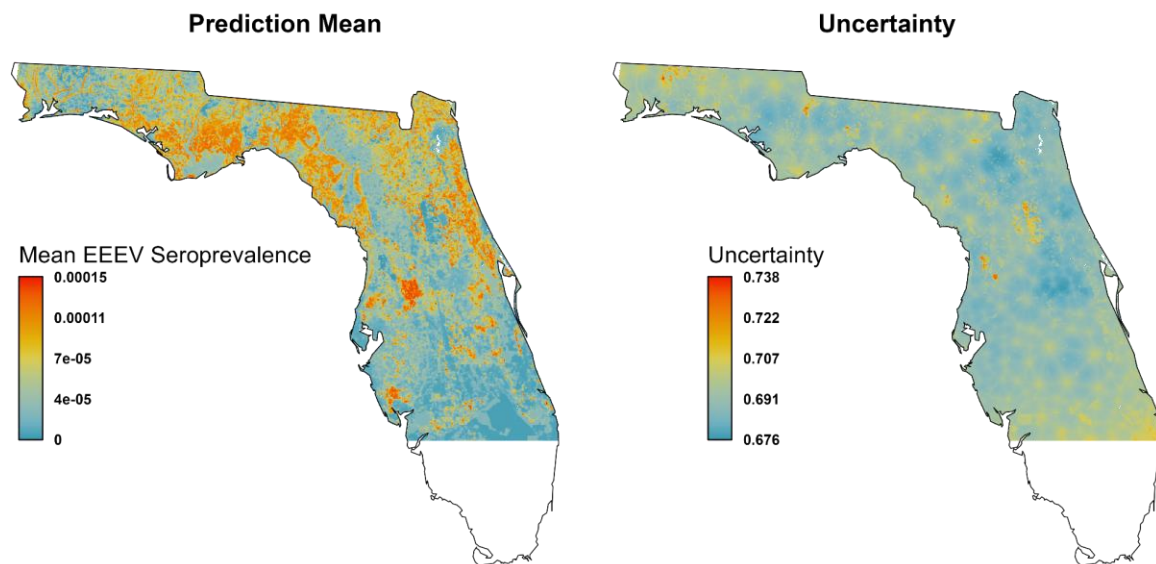 Prediction Mean
Uncertainty
Mean EEEV Seroprevalence
0.00015
0.00011
7e-05
4e-05
0
Uncertainty
0.738
0.722
0.707
0.691
0.676